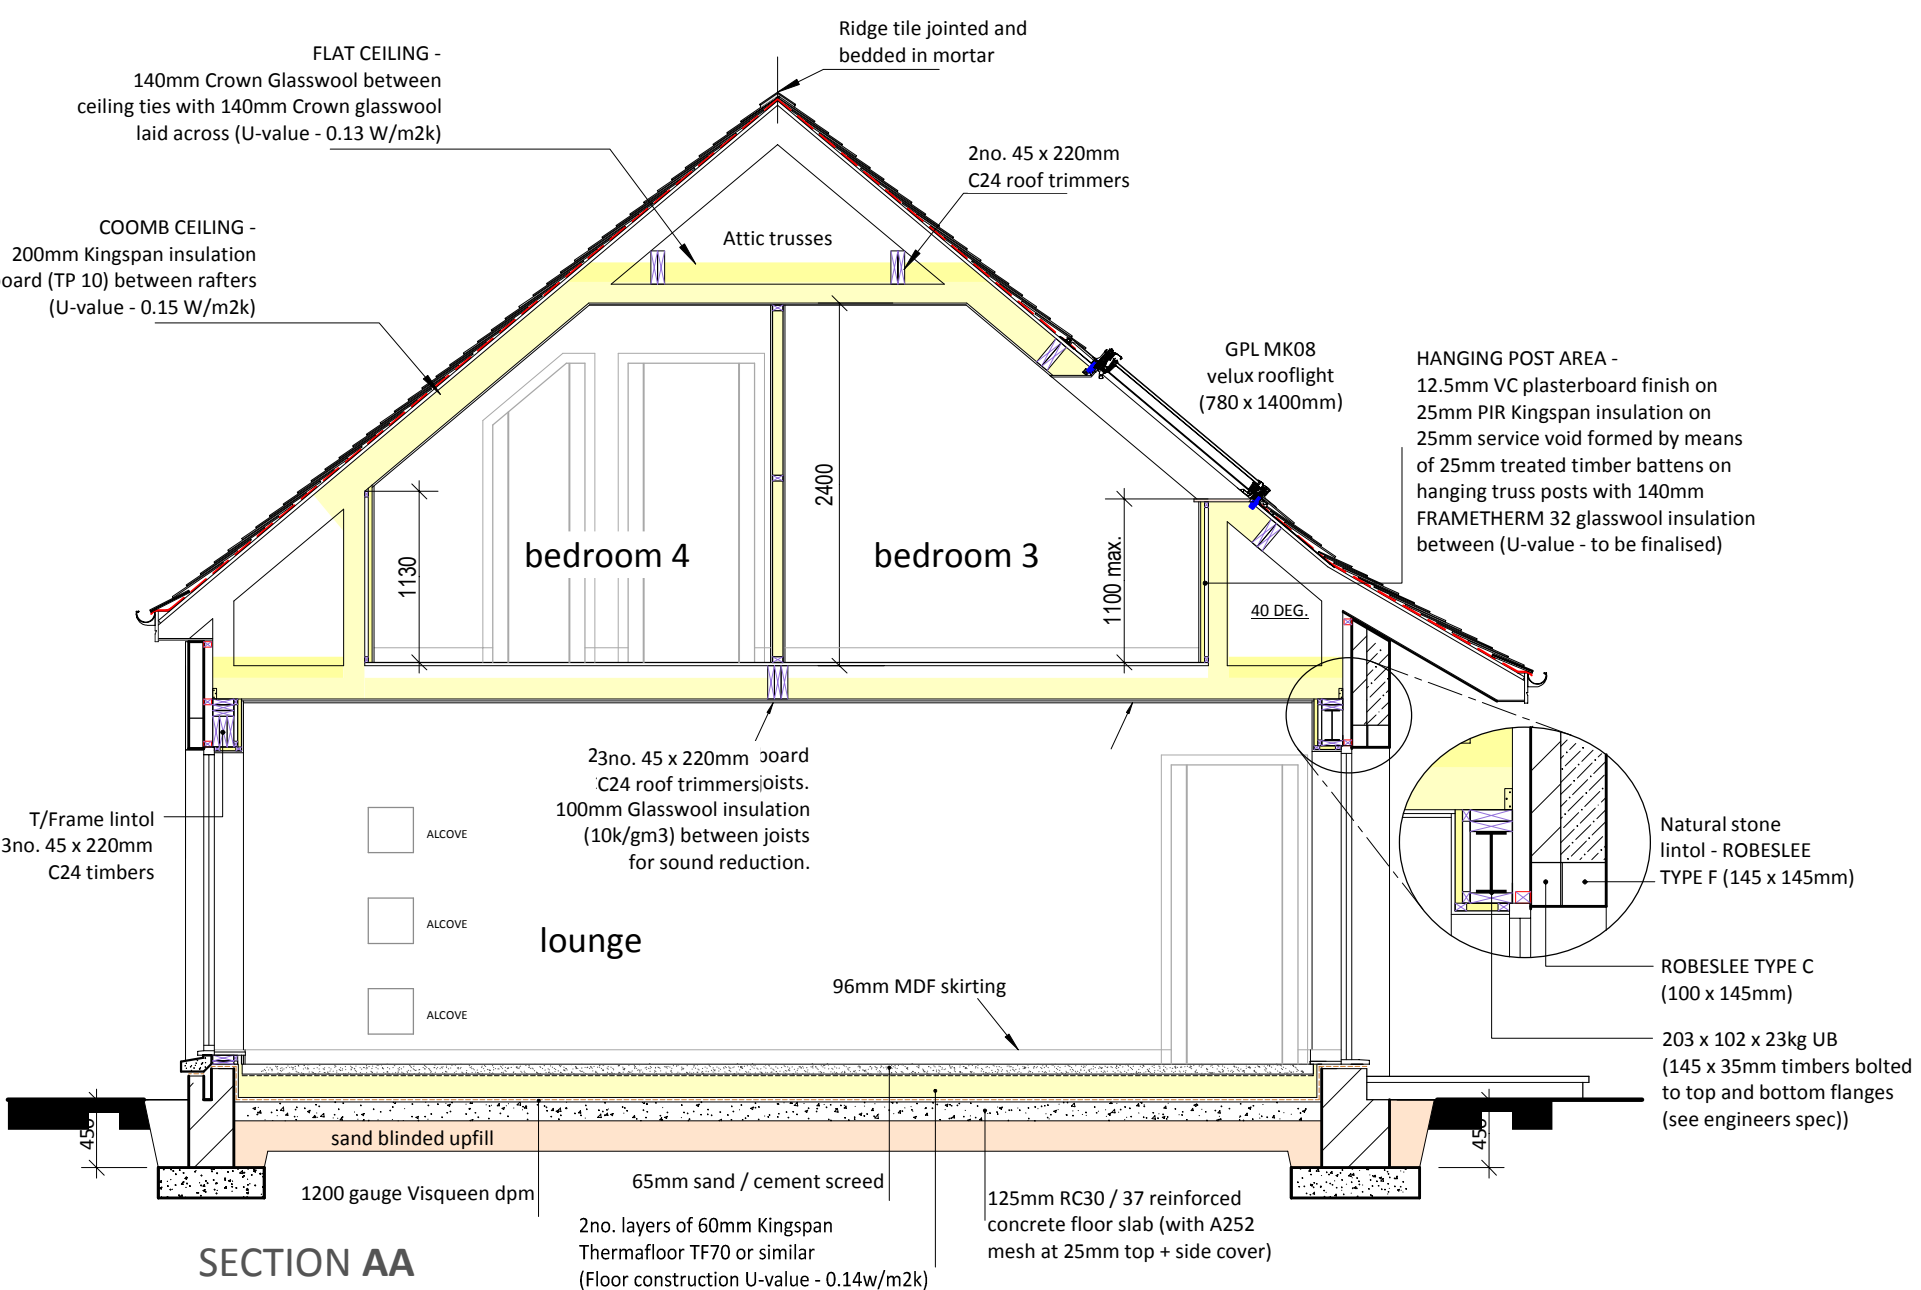 Ridge tile jointed and
bedded in mortar
FLAT CEILING -
140mm Crown Glasswool between
ceiling ties with 140mm Crown glasswool
laid across (U-value - 0.13 W/m2k)
2no. 45 x 220mm
C24 roof trimmers
COOMB CEILING -
200mm Kingspan insulation
oard (TP 10) between rafters
(U-value - 0.15 W/m2k)
Attic trusses
GPL MK08
velux rooflight
(780 x 1400mm)
HANGING POST AREA -
12.5mm VC plasterboard finish on
25mm PIR Kingspan insulation on
25mm service void formed by means
of 25mm treated timber battens on
hanging truss posts with 140mm
FRAMETHERM 32 glasswool insulation
between (U-value - to be finalised)
2400
1130
bedroom 4
bedroom 3
1100 max.
40 DEG.
3no. 45 x 220mm
C24 roof trimmers
board
joists.
100mm Glasswool insulation
(10k/gm3) between joists
for sound reduction.
T/Frame lintol
3no. 45 x 220mm
C24 timbers
ALCOVE
ALCOVE
ALCOVE
lounge
96mm MDF skirting
Natural stone
lintol - ROBESLEE
TYPE F (145 x 145mm)
ROBESLEE TYPE C
(100 x 145mm)
203 x 102 x 23kg UB
(145 x 35mm timbers bolted
to top and bottom flanges
(see engineers spec))
450
450
sand blinded upfill
1200 gauge Visqueen dpm
65mm sand / cement screed
2no. layers of 60mm Kingspan
Thermafloor TF70 or similar
(Floor construction U-value - 0.14w/m2k)
125mm RC30 / 37 reinforced
concrete floor slab (with A252
mesh at 25mm top + side cover)
SECTION AA